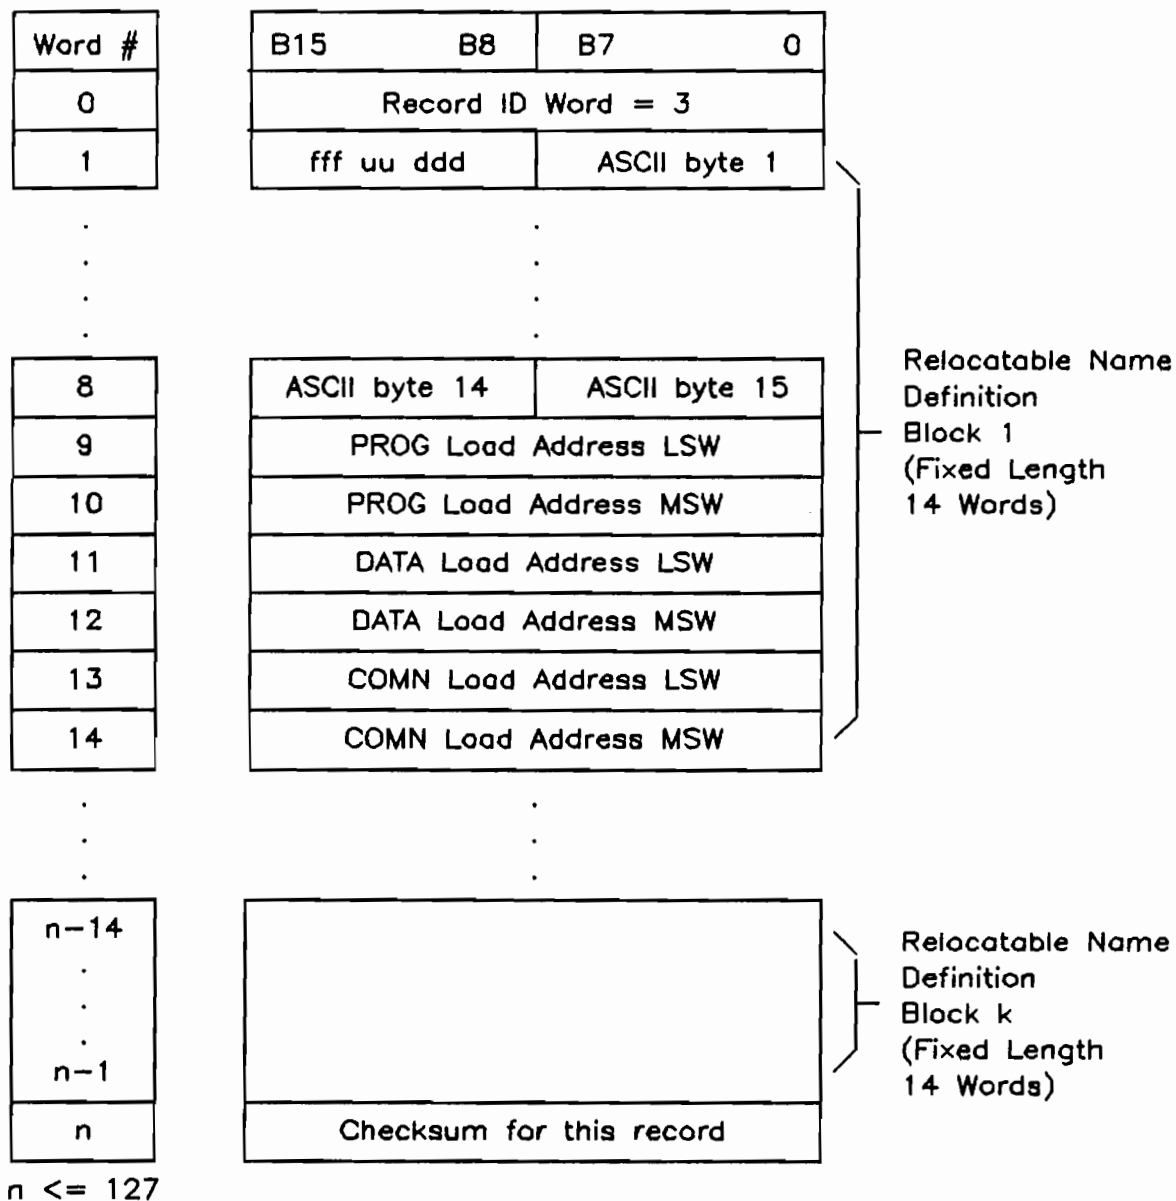 Word # B15 B8 B7 0
0 Record ID Word = 3
1 fff uu ddd ASCII byte 1
8 ASCII byte 14 ASCII byte 15
9 PROG Load Address LSW
10 PROG Load Address MSW
11 DATA Load Address LSW
12 DATA Load Address MSW
13 COMN Load Address LSW
14 COMN Load Address MSW
Relocatable Name
Definition
Block 1
(Fixed Length
14 Words)
n-14
n-1
Relocatable Name
Definition
Block k
(Fixed Length
14 Words)
n Checksum for this record
n <= 127